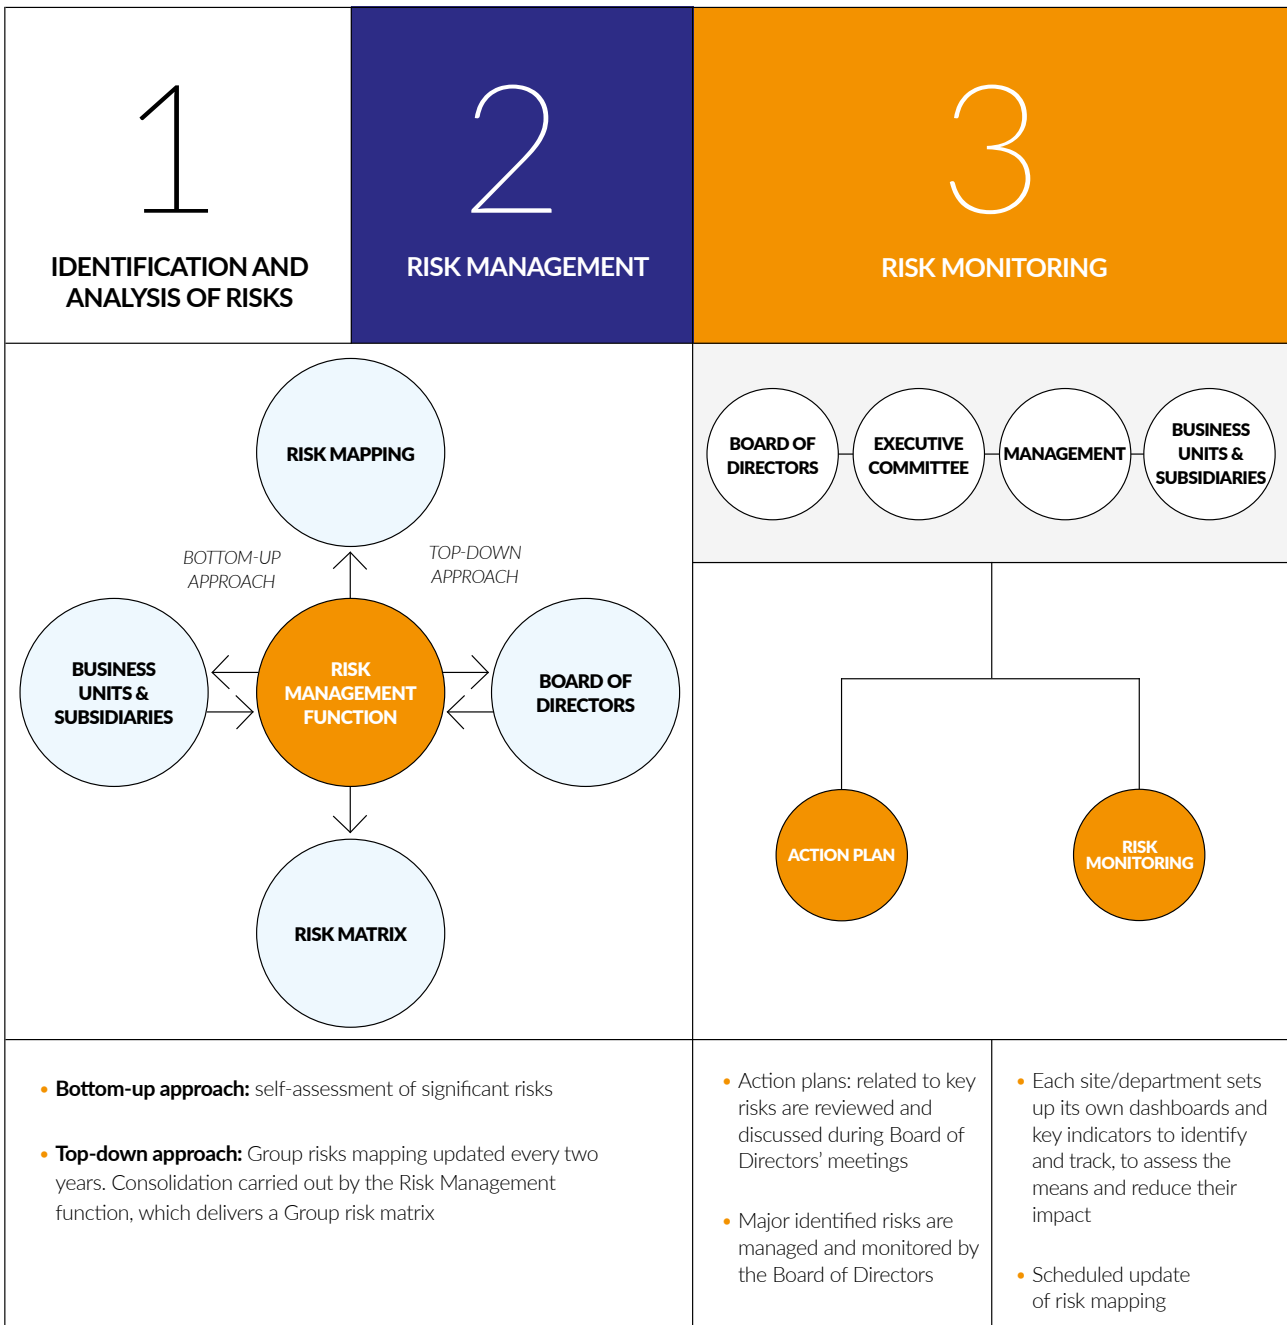 1
IDENTIFICATION AND
ANALYSIS OF RISKS
2
RISK MANAGEMENT
3
RISK MONITORING
RISK MAPPING
BOTTOM-UP
APPROACH
TOP-DOWN
APPROACH
BUSINESS
UNITS &
SUBSIDIARIES
RISK
MANAGEMENT
FUNCTION
BOARD OF
DIRECTORS
RISK MATRIX
BOARD OF
DIRECTORS
EXECUTIVE
COMMITTEE
MANAGEMENT
BUSINESS
UNITS &
SUBSIDIARIES
ACTION PLAN
RISK
MONITORING
• Bottom-up approach: self-assessment of significant risks
• Top-down approach: Group risks mapping updated every two
years. Consolidation carried out by the Risk Management
function, which delivers a Group risk matrix
• Action plans: related to key
risks are reviewed and
discussed during Board of
Directors’ meetings
• Major identified risks are
managed and monitored by
the Board of Directors
• Each site/department sets
up its own dashboards and
key indicators to identify
and track, to assess the
means and reduce their
impact
• Scheduled update
of risk mapping